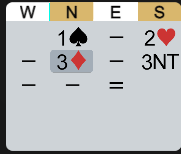 W N E S
1♠ – 2♥
– 3♦ – 3NT
– – =